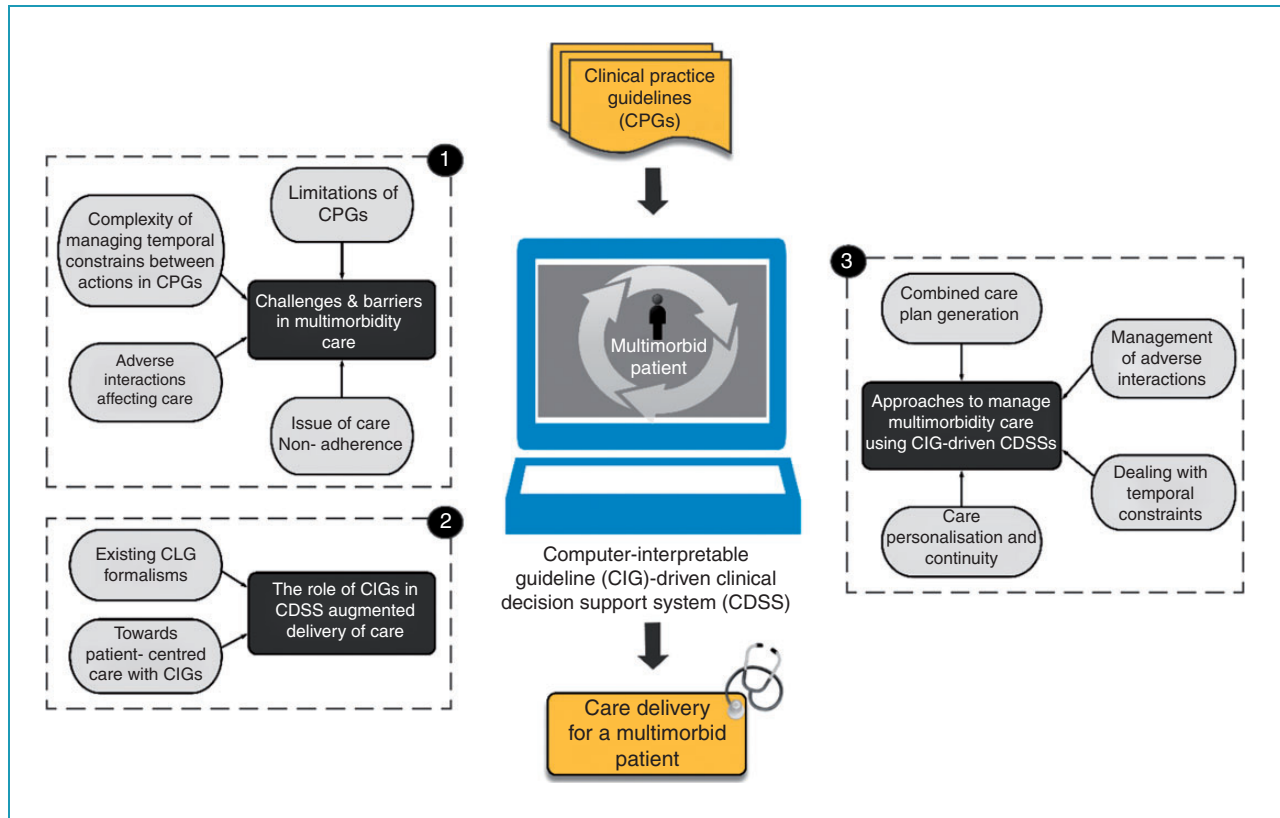 Clinical practice
guidelines
(CPGs)
1
Limitations of
CPGs
Complexity of
managing temporal
constrains between
actions in CPGs
Challenges & barriers
in multimorbidity
care
Adverse
interactions
affecting care
Issue of care
Non- adherence
2
Existing CLG
formalisms
The role of CIGs in
CDSS augmented
delivery of care
Towards
patient- centred
care with CIGs
Multimorbid
patient
Computer-interpretable
guideline (CIG)-driven clinical
decision support system (CDSS)
Care delivery
for a multimorbid
patient
3
Combined care
plan generation
Management
of adverse
interactions
Approaches to manage
multimorbidity care
using CIG-driven CDSSs
Dealing with
temporal
constraints
Care
personalisation and
continuity